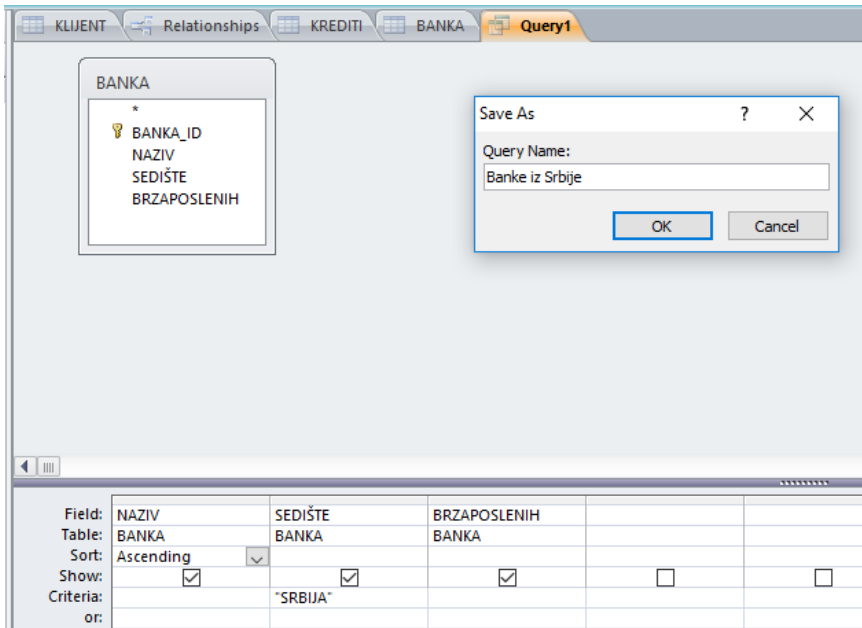 KLIJENT Relationships KREDITI BANKA Query1
BANKA
*
BANKA_ID
NAZIV
SEDIŠTE
BRZAPOSLENIH
Save As ?
Query Name:
Banke iz Srbije
OK Cancel
Field: NAZIV SEDIŠTE BRZAPOSLENIH
Table: BANKA BANKA BANKA
Sort: Ascending
Show:
Criteria: "SRBIJA"
or: